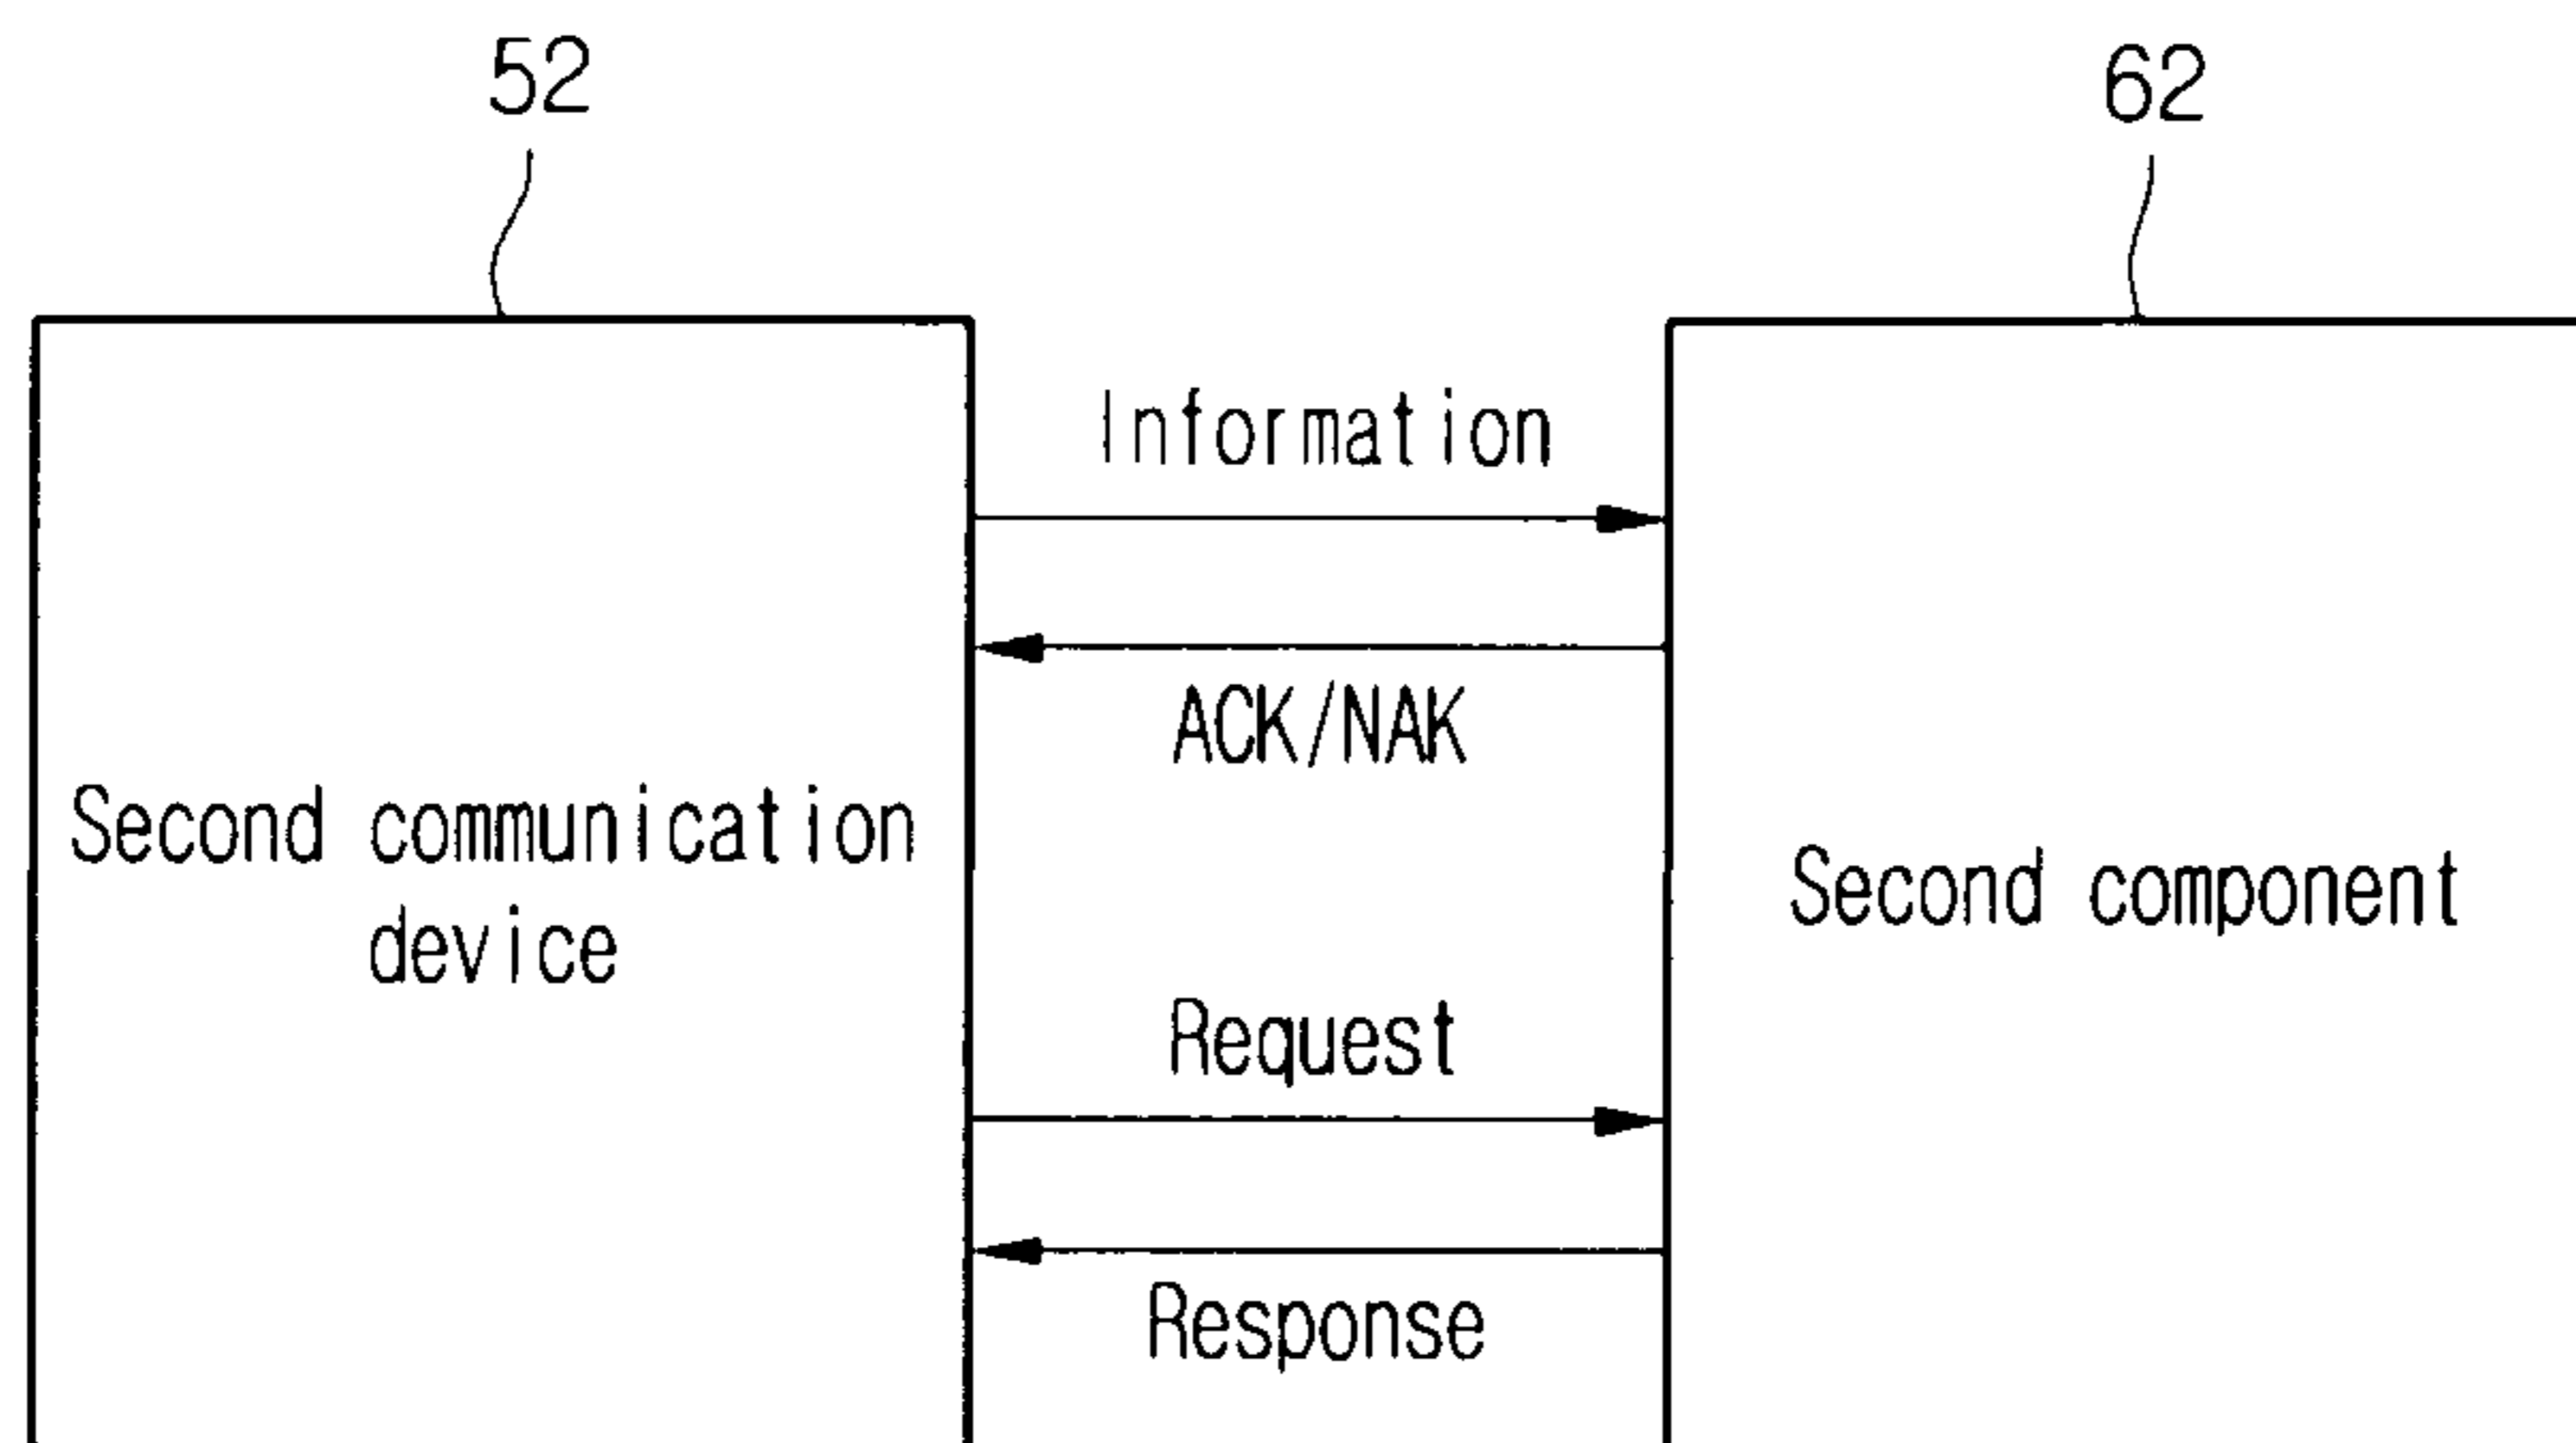 52
62
Information
ACK/NAK
Second communication
device
Second component
Request
Response